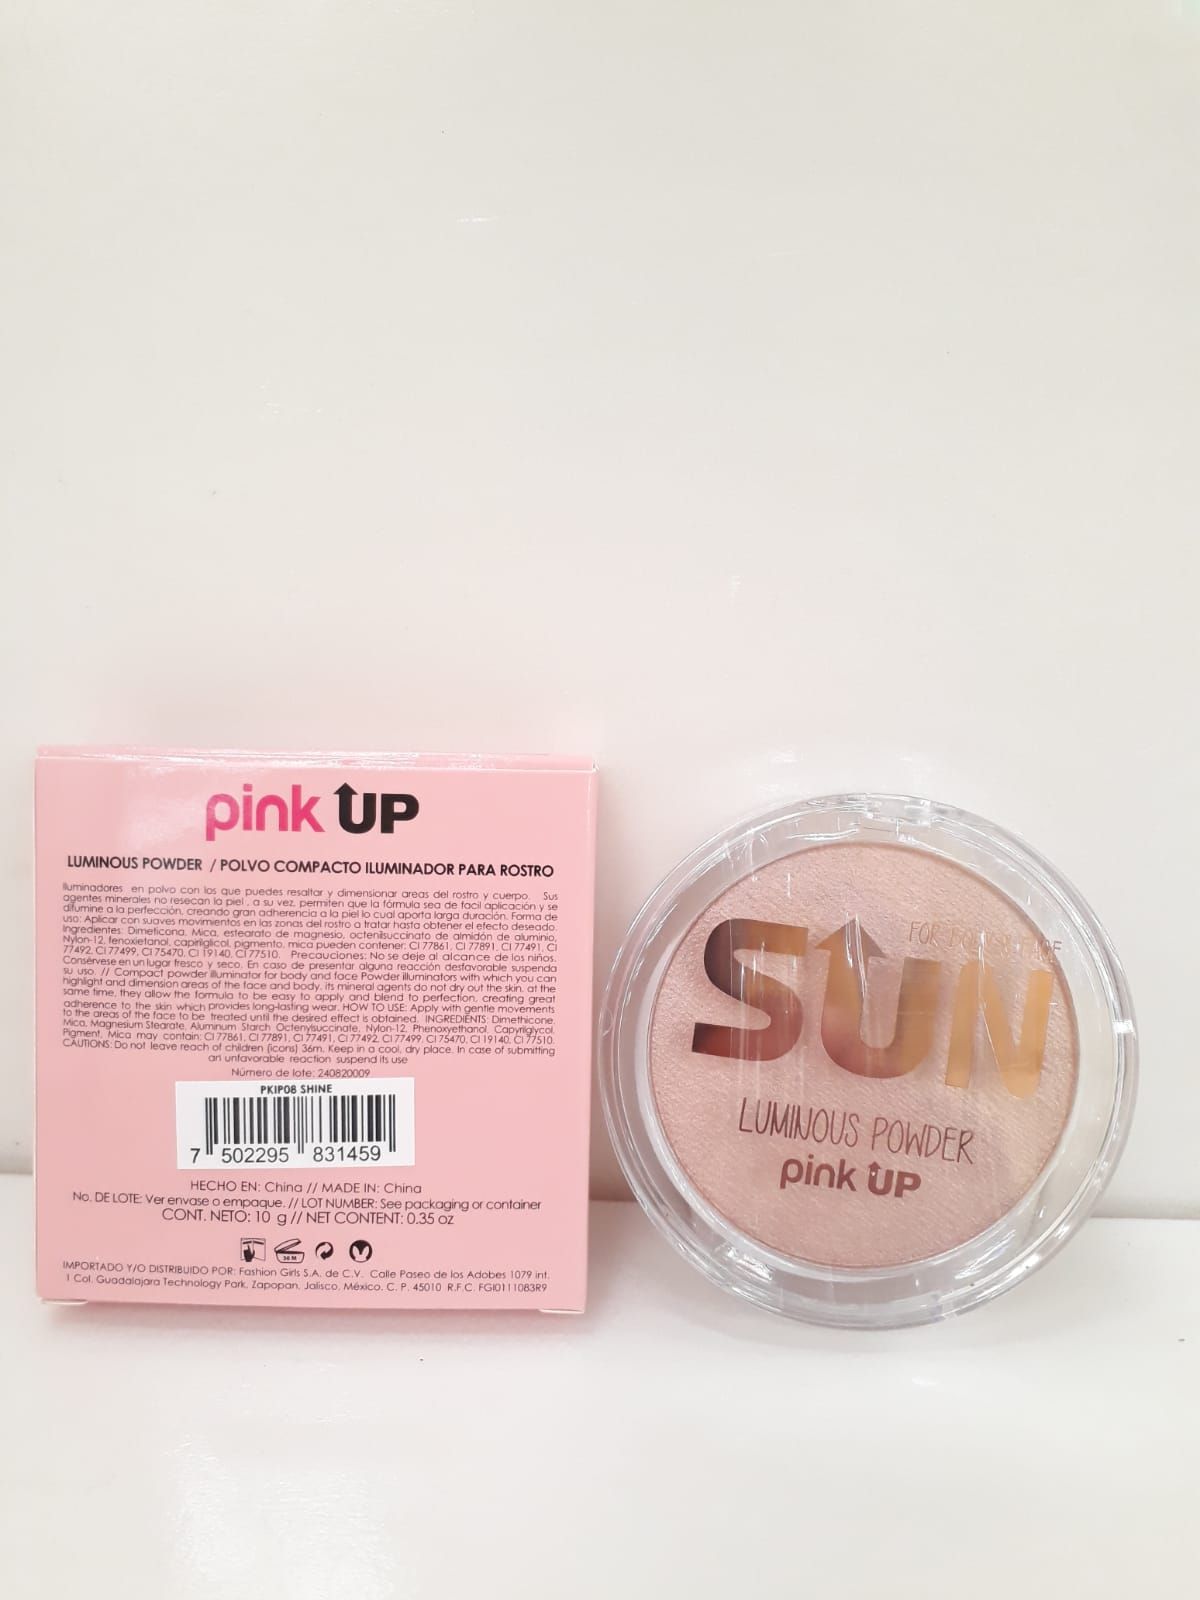 pink UP
LUMINOUS POWDER / POLVO COMPACTO ILUMINADOR PARA ROSTRO
Iluminadores en polvo con los que puedes resaltar y dimensionar areas del rostro y cuerpo. Sus
agentes minerales no resecan la piel , a su vez, permiten que la fórmula sea de facil aplicación y se
difumine a la perfección, creando gran adherencia a la piel lo cual aporta larga duración. Forma de
uso: Aplicar con suaves movimientos en las zonas del rostro a tratar hasta obtener el efecto deseado.
Ingredientes: Dimeticona, Mica, estearato de magnesio, octenilsuccinato de almidón de aluminio,
Nylon-12, fenoxietanol, caprililglicol, pigmento, mica pueden contener: CI 77861, CI 77891, CI 77491, CI
77492, CI 77499, CI 75470, CI 19140, CI 77510. Precauciones: No se deje al alcance de los niños.
Consérvese en un lugar fresco y seco. En caso de presentar alguna reacción desfavorable suspenda
su uso. // Compact powder illuminator for body and face Powder illuminators with which you can
highlight and dimension areas of the face and body, its mineral agents do not dry out the skin, at the
same time, they allow the formula to be easy to apply and blend to perfection, creating great
adherence to the skin which provides long-lasting wear. HOW TO USE: Apply with gentle movements
to the areas of the face to be treated until the desired effect is obtained. INGREDIENTS: Dimethicone,
Mica, Magnesium Stearate, Aluminum Starch Octenylsuccinate, Nylon-12, Phenoxyethanol, Caprylilglycol,
Pigment, Mica may contain: CI 77861, CI 77891, CI 77491, CI 77492, CI 77499, CI 75470, CI 19140, CI 77510.
CAUTIONS: Do not leave reach of children (icons) 36m. Keep in a cool, dry place. In case of submitting
an unfavorable reaction suspend its use
Número de lote: 240820009
PKIP08 SHINE
7 502295 831459
HECHO EN: China // MADE IN: China
No. DE LOTE: Ver envase o empaque. // LOT NUMBER: See packaging or container
CONT. NETO: 10 g // NET CONTENT: 0.35 oz
36 M
IMPORTADO Y/O DISTRIBUIDO POR: Fashion Girls S.A. de C.V. Calle Paseo de los Adobes 1079 int.
1 Col. Guadalajara Technology Park, Zapopan, Jalisco, México. C. P. 45010 R.F.C. FGI0111083R9
SUN
LUMINOUS POWDER
pink UP